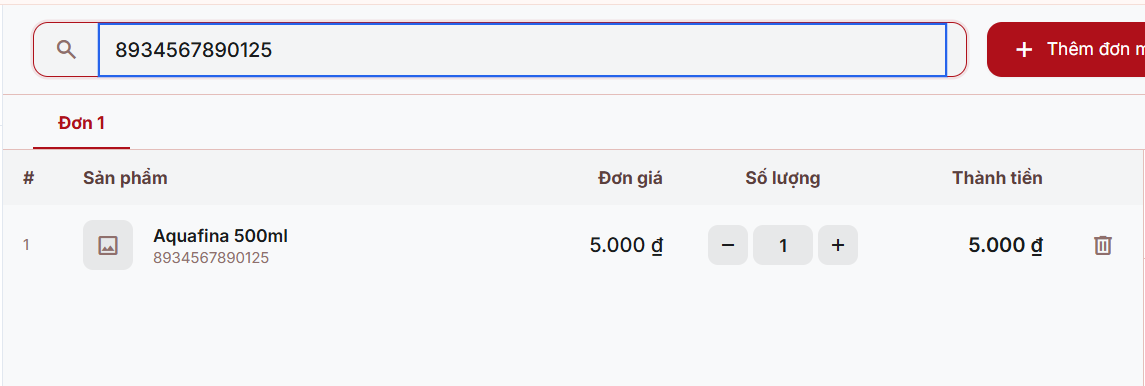 8934567890125
+ Thêm đơn m
Đơn 1
# Sản phẩm Đơn giá Số lượng Thành tiền
1 Aquafina 500ml 5.000 ₫ − 1 + 5.000 ₫
8934567890125